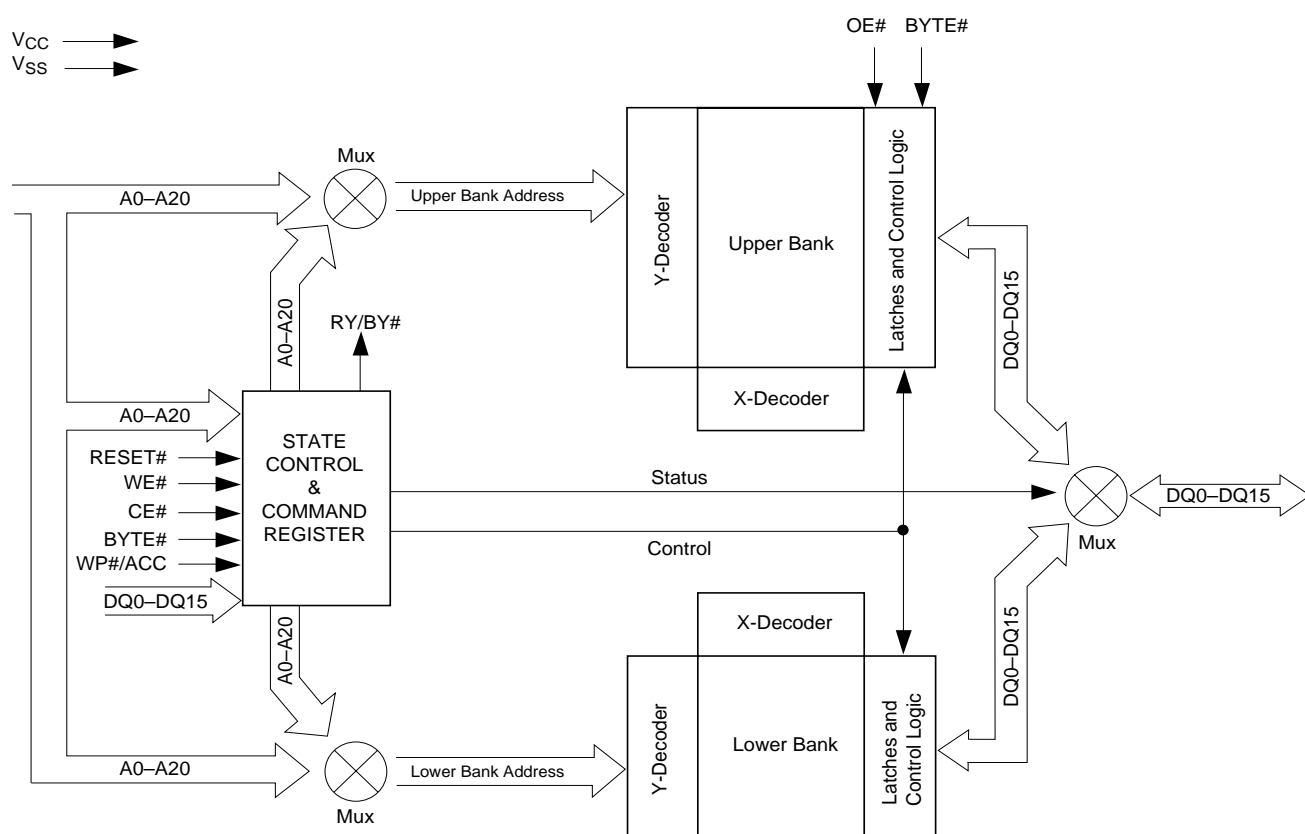 VCC
VSS
OE# BYTE#
Mux
A0–A20
Upper Bank Address
Y-Decoder
Upper Bank
Latches and Control Logic
X-Decoder
DQ0–DQ15
A0–A20
RY/BY#
A0–A20
RESET#
WE#
CE#
BYTE#
WP#/ACC
DQ0–DQ15
STATE
CONTROL
&
COMMAND
REGISTER
Status
Control
DQ0–DQ15
Mux
A0–A20
X-Decoder
DQ0–DQ15
A0–A20
Mux
Lower Bank Address
Y-Decoder
Lower Bank
Latches and
Control Logic